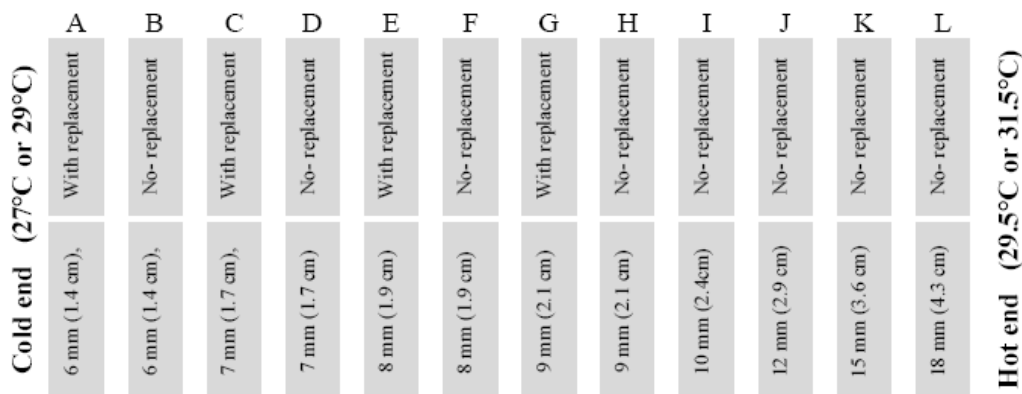 A B C D E F G H I J K L
Cold end (27°C or 29°C)
With replacement
No- replacement
With replacement
No- replacement
With replacement
No- replacement
With replacement
No- replacement
No- replacement
No- replacement
No- replacement
No- replacement
6 mm (1.4 cm),
6 mm (1.4 cm),
7 mm (1.7 cm),
7 mm (1.7 cm)
8 mm (1.9 cm)
8 mm (1.9 cm)
9 mm (2.1 cm)
9 mm (2.1 cm)
10 mm (2.4cm)
12 mm (2.9 cm)
15 mm (3.6 cm)
18 mm (4.3 cm)
Hot end (29.5°C or 31.5°C)